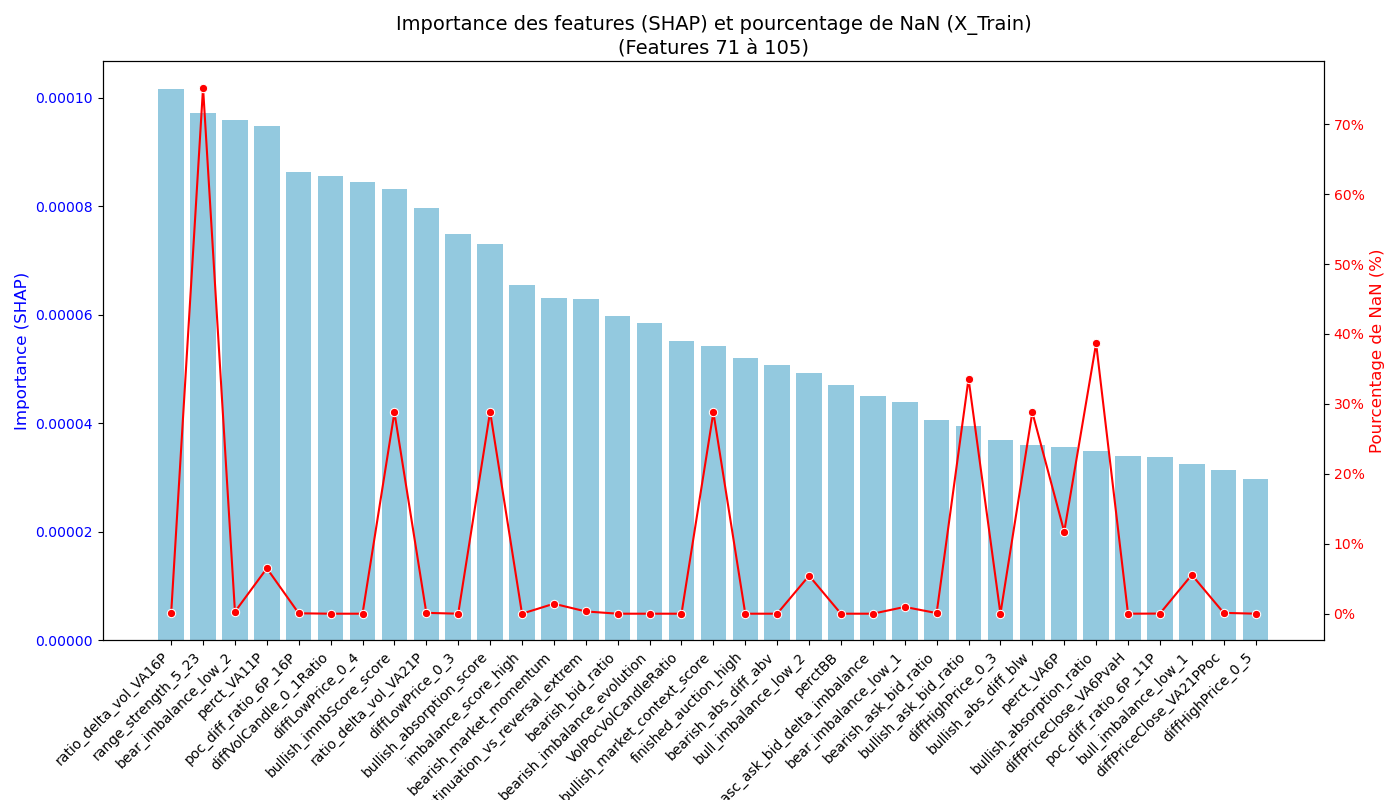 Importance des features (SHAP) et pourcentage de NaN (X_Train)
(Features 71 à 105)
Importance (SHAP)
0.00010
0.00008
0.00006
0.00004
0.00002
0.00000
70%
60%
50%
40%
30%
20%
10%
0%
Pourcentage de NaN (%)
ratio_delta_vol_VA16P
range_strength_5_23
bear_imbalance_low_2
perct_VA11P
poc_diff_ratio_6P_16P
diffVolCandle_0_1Ratio
diffLowPrice_0_4
bullish_inmbScore_score
ratio_delta_vol_VA21P
diffLowPrice_0_3
bullish_absorption_score
imbalance_score_high
bearish_market_momentum
tinuation_vs_reversal_extrem
bearish_bid_ratio
bearish_imbalance_evolution
VolPocVolCandleRatio
bullish_market_context_score
finished_auction_high
bearish_abs_diff_abv
bull_imbalance_low_2
perctBB
asc_ask_bid_delta_imbalance
bear_imbalance_low_1
bearish_ask_bid_ratio
bullish_ask_bid_ratio
diffHighPrice_0_3
bullish_abs_diff_blw
perct_VA6P
bullish_absorption_ratio
diffPriceClose_VA6PvaH
poc_diff_ratio_6P_11P
bull_imbalance_low_1
diffPriceClose_VA21PPoc
diffHighPrice_0_5